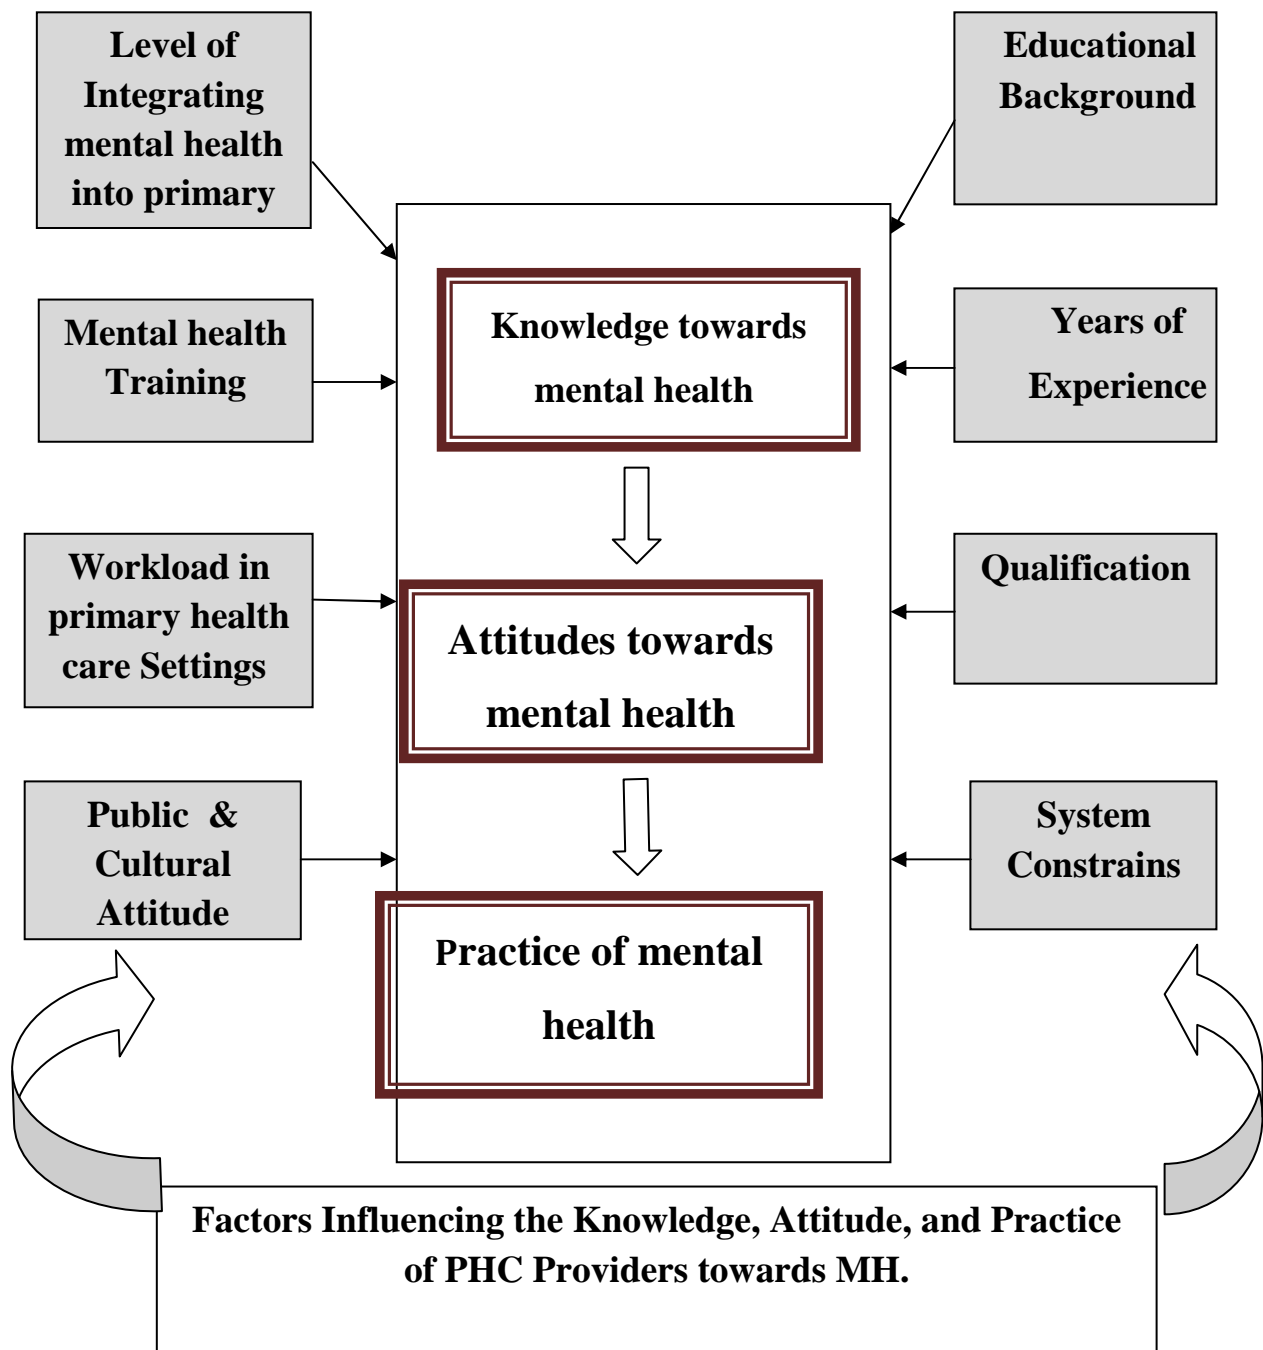 Level of
Integrating
mental health
into primary
Mental health
Training
Workload in
primary health
care Settings
Public & 
Cultural
Attitude
Knowledge towards
mental health
Attitudes towards
mental health
Practice of mental
health
Educational
Background
Years of
Experience
Qualification
System
Constrains
Factors Influencing the Knowledge, Attitude, and Practice
of PHC Providers towards MH.